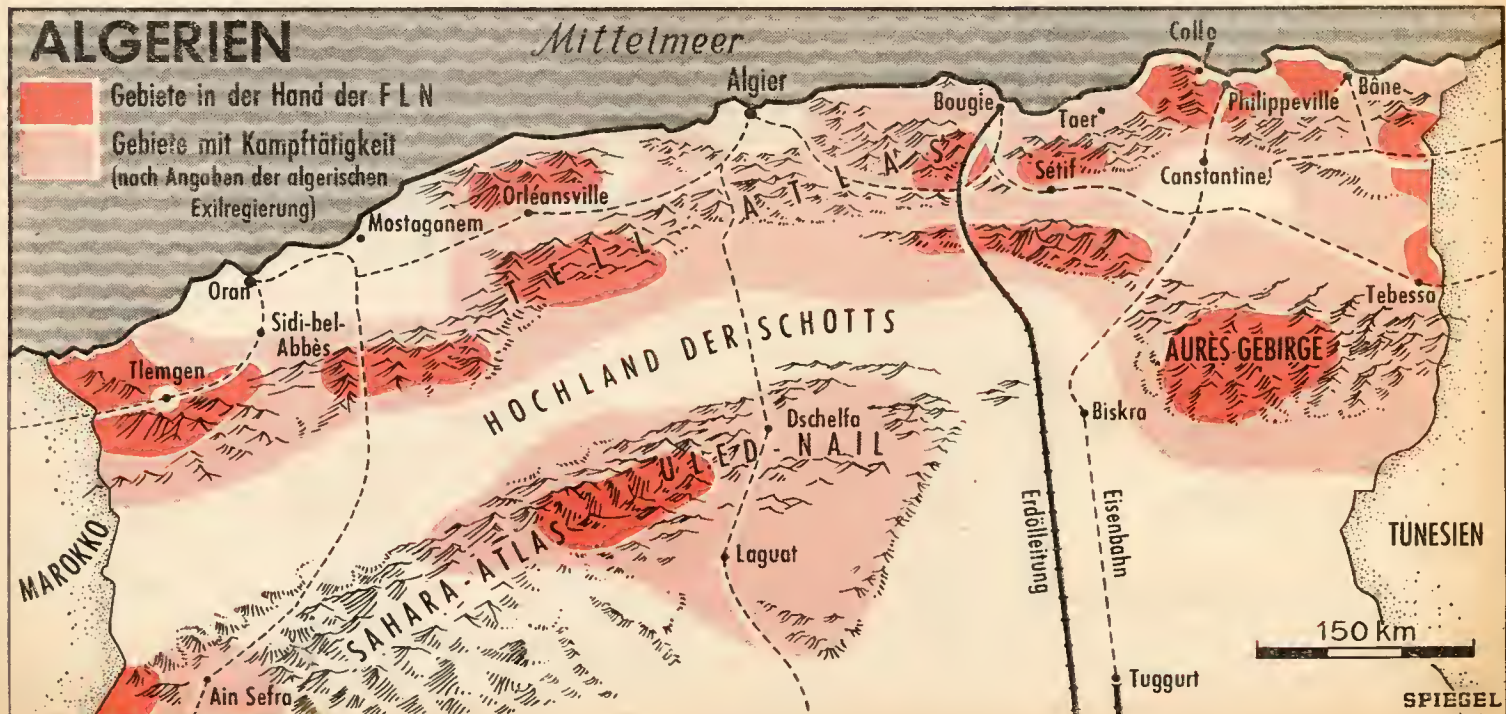 ALGERIEN
Mittelmeer
Gebiete in der Hand der FLN
Gebiete mit Kampftätigkeit
(nach Angaben der algerischen
Exilregierung)
Collo
Algier
Bougie
Taer
Philippeville
Bône
Orléansville
Sétif
Constantine
Mostaganem
TELL ATLAS
Oran
Tebessa
Sidi-bel-
Abbès
HOCHLAND DER SCHOTTS
AURÈS-GEBIRGE
Tlemçen
Biskra
Dschelfa
ULED-NAIL
MAROKKO
Erdölleitung
Eisenbahn
TUNESIEN
Laguat
SAHARA-ATLAS
150 km
Ain Sefra
Tuggurt
SPIEGEL